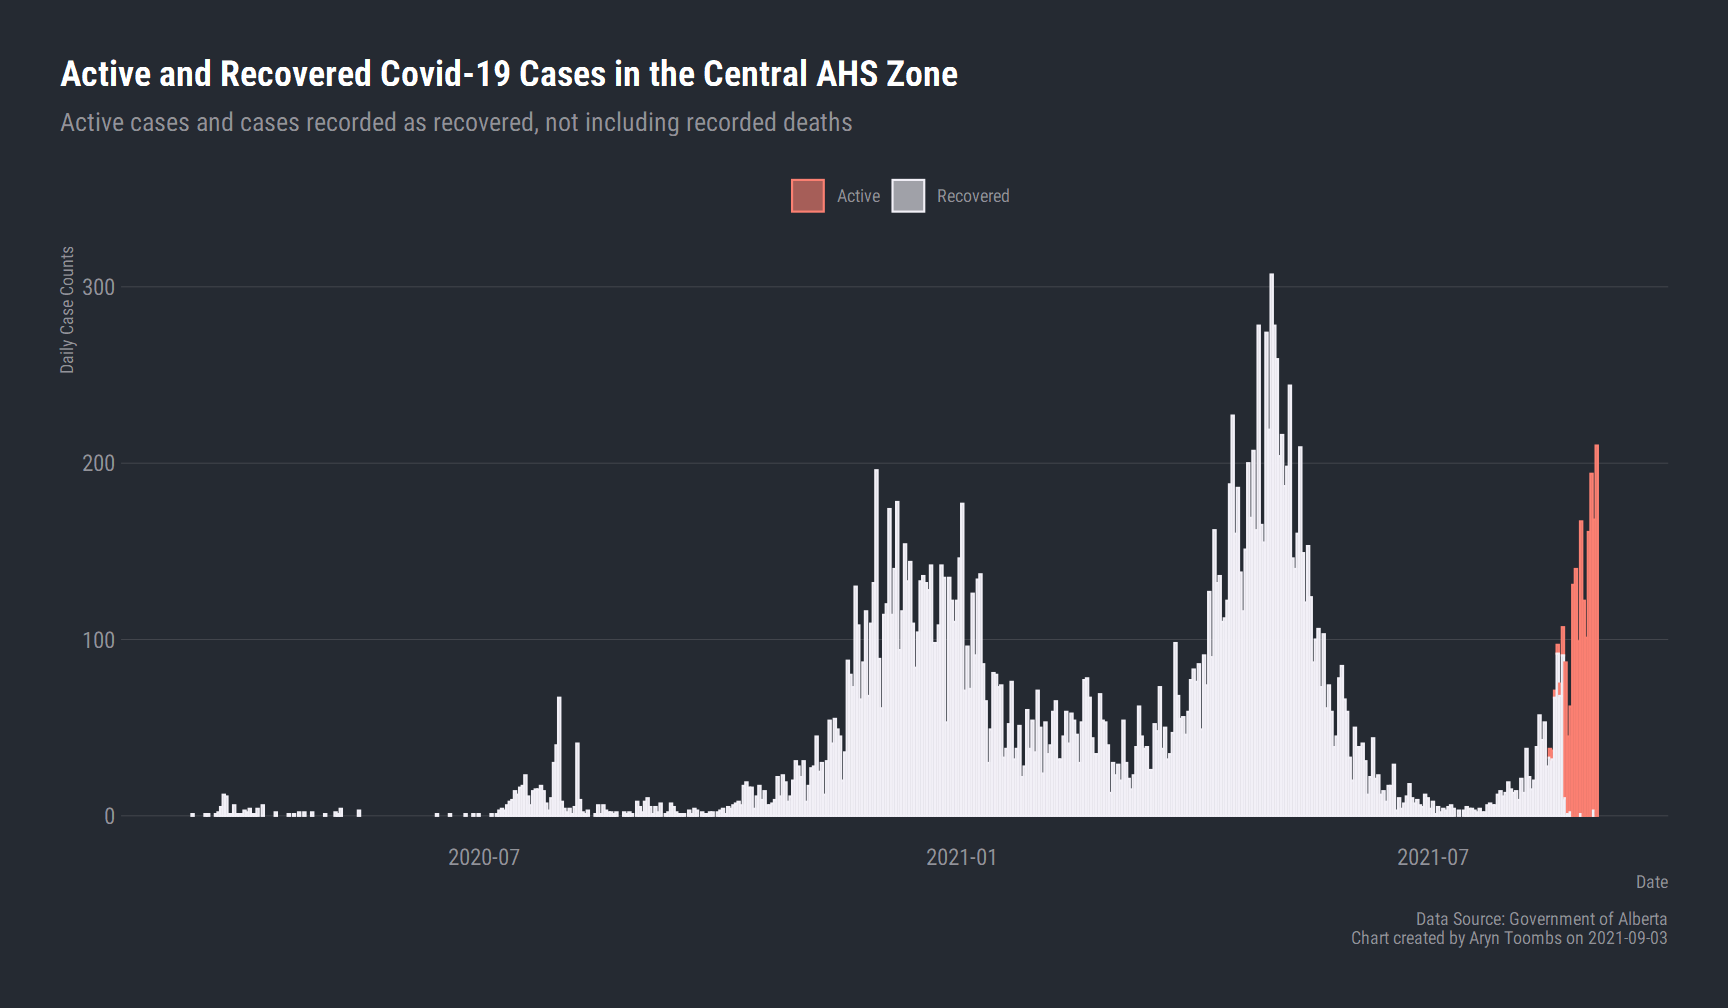 Active and Recovered Covid-19 Cases in the Central AHS Zone
Active cases and cases recorded as recovered, not including recorded deaths
Active
Recovered
Daily Case Counts
300
200
100
0
2020-07
2021-01
2021-07
Date
Data Source: Government of Alberta
Chart created by Aryn Toombs on 2021-09-03